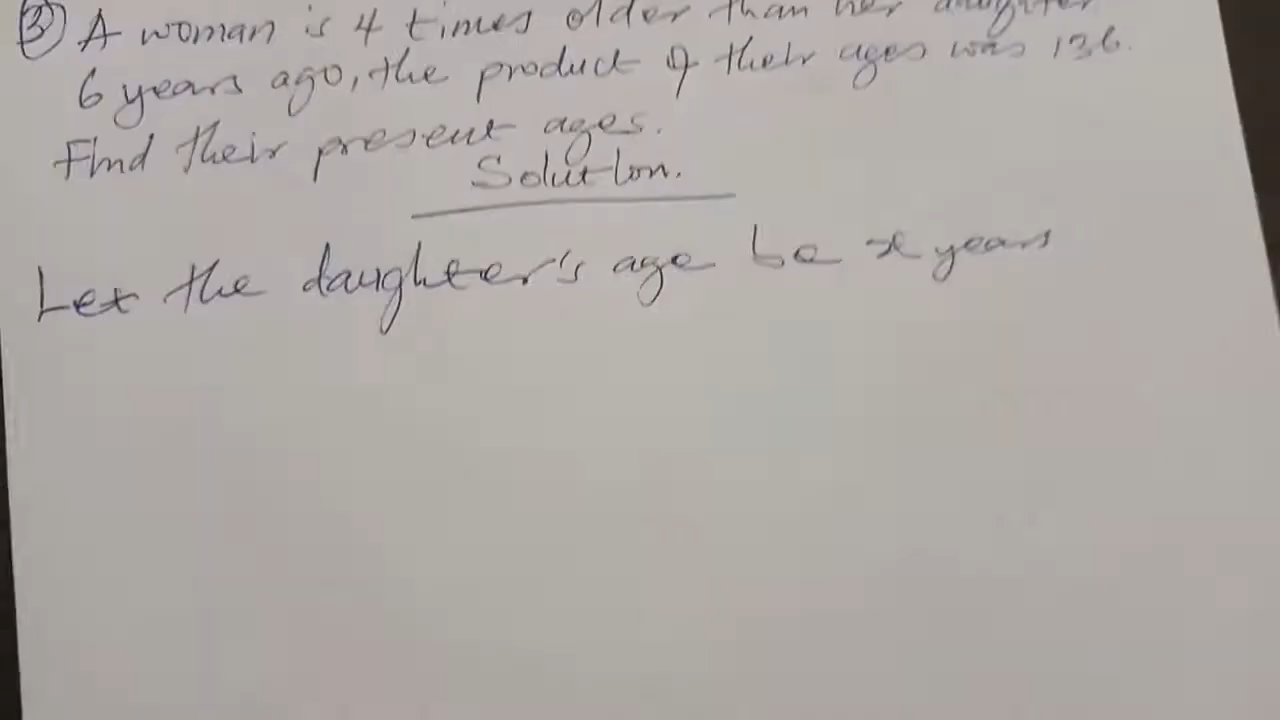 ③ A woman is 4 times older than her daughter
6 years ago, the product of their ages was 136.
Find their present ages.
Solution.
Let the daughter's age be x years